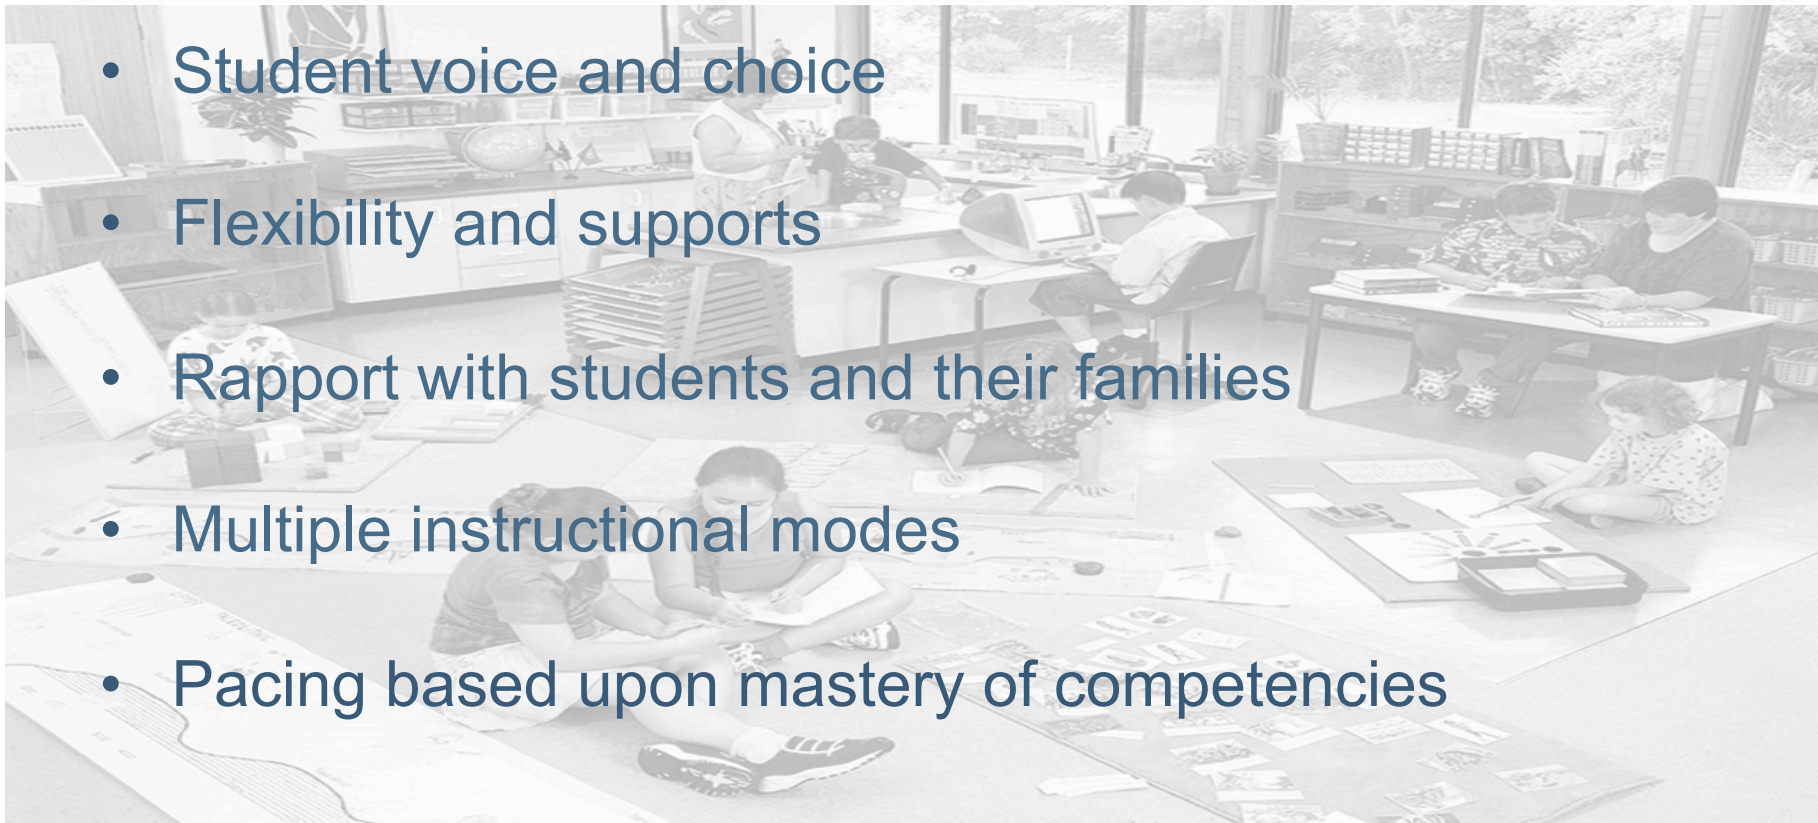 • Student voice and choice
• Flexibility and supports
• Rapport with students and their families
• Multiple instructional modes
• Pacing based upon mastery of competencies